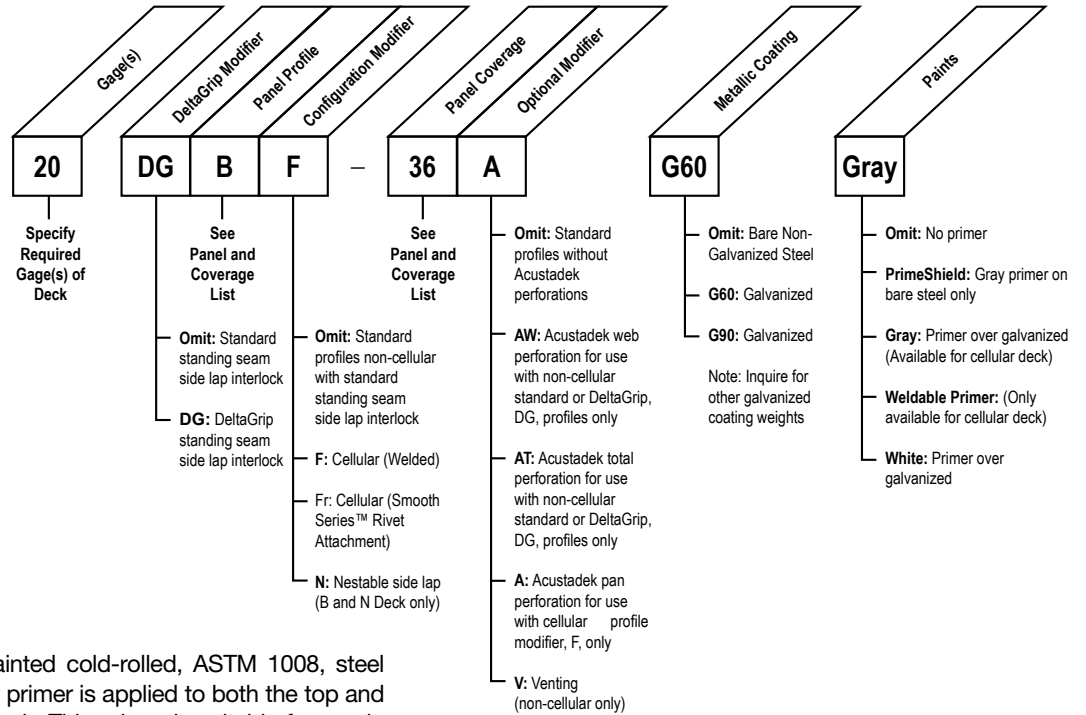 Gage(s)
DeltaGrip Modifier
Panel Profile
Configuration Modifier
Panel Coverage
Optional Modifier
Metallic Coating
Paints
20
DG
B
F
–
36
A
G60
Gray
Specify
Required
Gage(s) of
Deck
Omit: Standard
standing seam
side lap interlock
DG: DeltaGrip
standing seam
side lap interlock
See
Panel and
Coverage
List
Omit: Standard
profiles non-cellular
with standard
standing seam
side lap interlock
F: Cellular (Welded)
Fr: Cellular (Smooth
Series™ Rivet
Attachment)
N: Nestable side lap
(B and N Deck only)
See
Panel and
Coverage
List
Omit: Standard
profiles without
Acustadek
perforations
AW: Acustadek web
perforation for use
with non-cellular
standard or DeltaGrip,
DG, profiles only
AT: Acustadek total
perforation for use
with non-cellular
standard or DeltaGrip,
DG, profiles only
A: Acustadek pan
perforation for use
with cellular profile
modifier, F, only
V: Venting
(non-cellular only)
Omit: Bare Non-
Galvanized Steel
G60: Galvanized
G90: Galvanized
Note: Inquire for
other galvanized
coating weights
Omit: No primer
PrimeShield: Gray primer on
bare steel only
Gray: Primer over galvanized
(Available for cellular deck)
Weldable Primer: (Only
available for cellular deck)
White: Primer over
galvanized
ainted cold-rolled, ASTM 1008, steel
primer is applied to both the top and